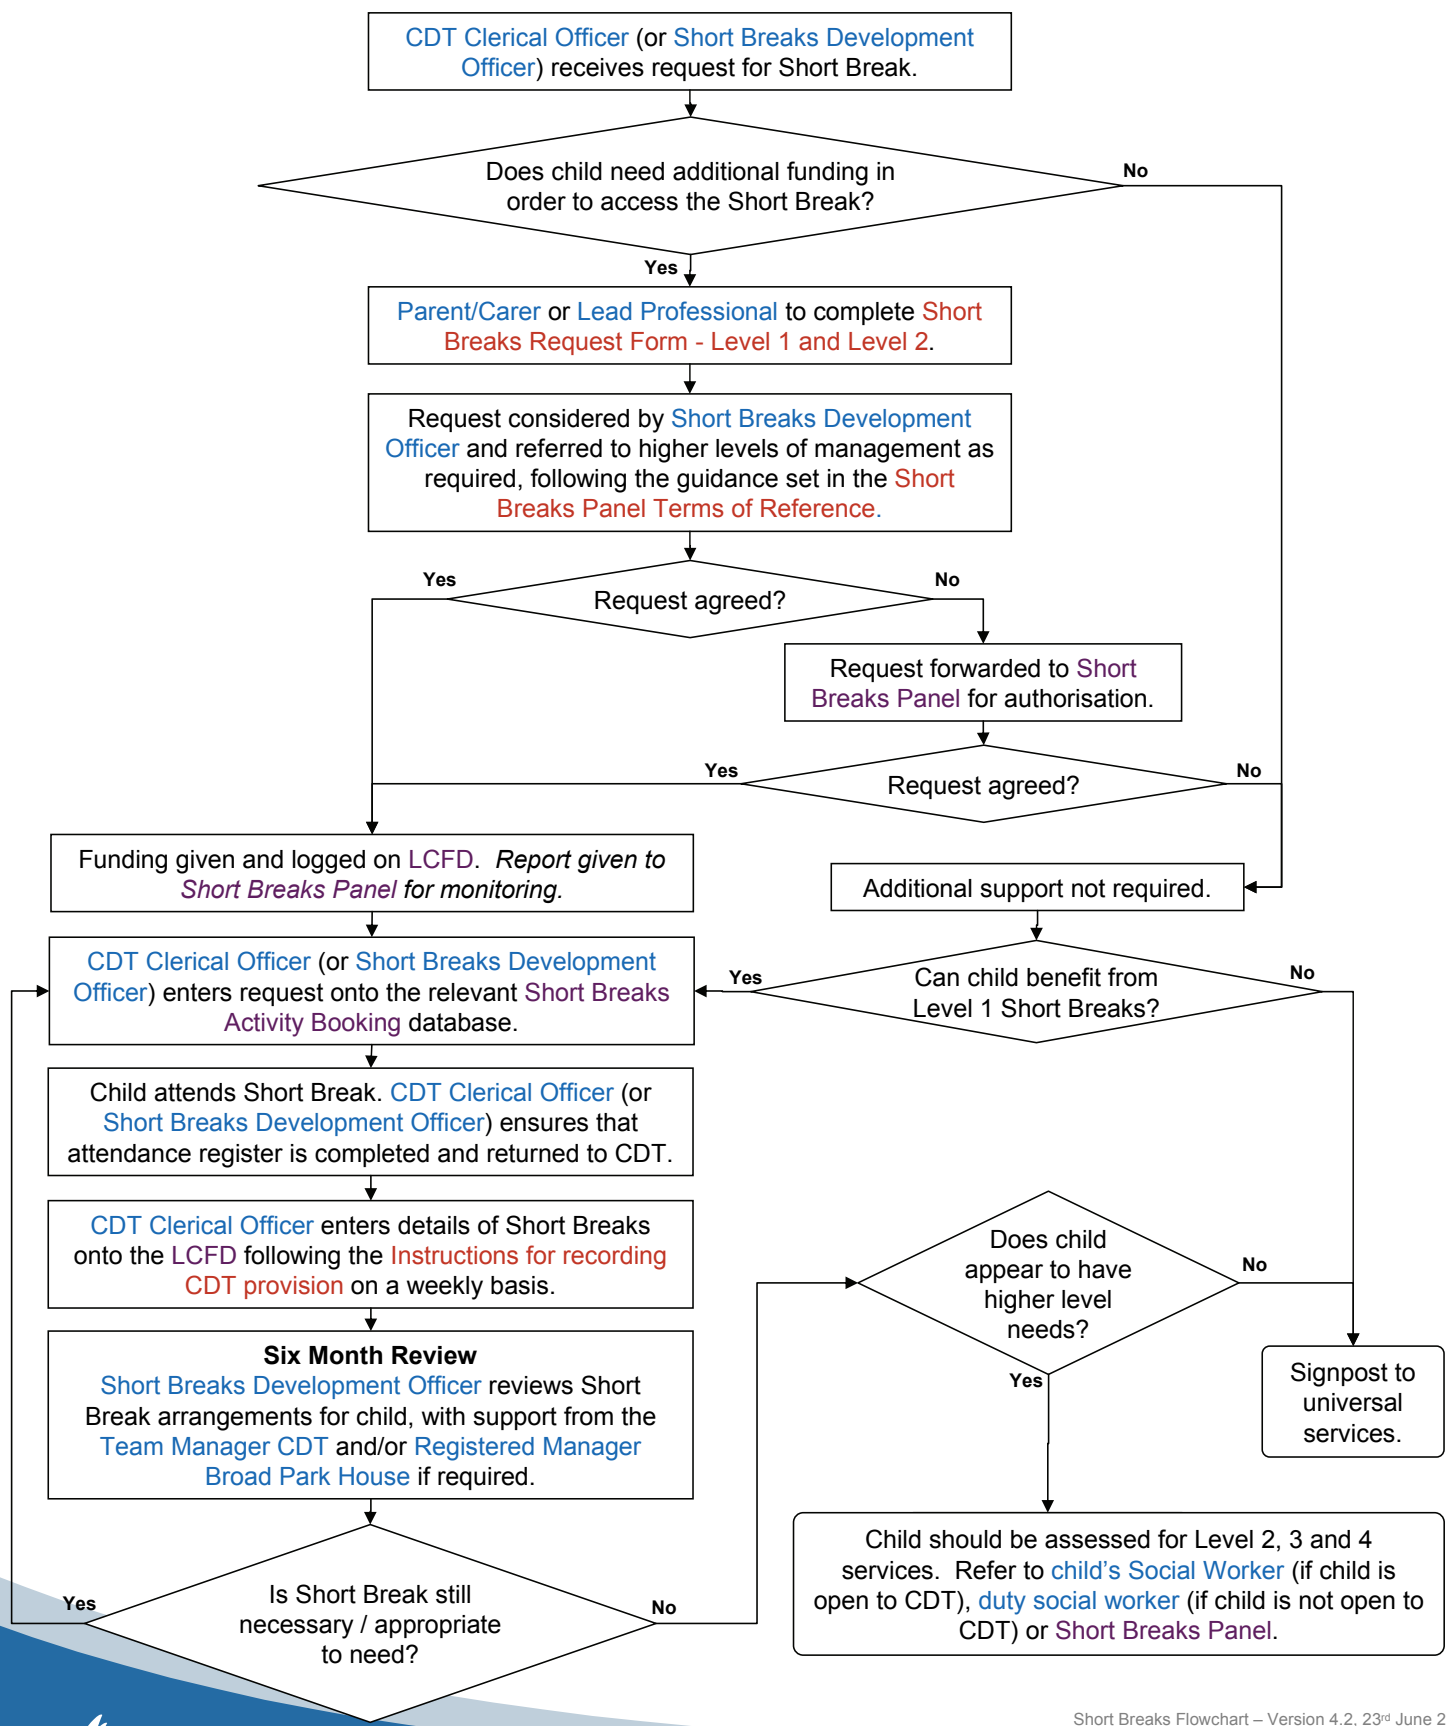 CDT Clerical Officer (or Short Breaks Development
Officer) receives request for Short Break.
Does child need additional funding in
order to access the Short Break?
No
Yes
Parent/Carer or Lead Professional to complete Short
Breaks Request Form - Level 1 and Level 2.
Request considered by Short Breaks Development
Officer and referred to higher levels of management as
required, following the guidance set in the Short
Breaks Panel Terms of Reference.
Yes
No
Request agreed?
Request forwarded to Short
Breaks Panel for authorisation.
Yes
No
Request agreed?
Funding given and logged on LCFD.  Report given to
Short Breaks Panel for monitoring.
Additional support not required.
CDT Clerical Officer (or Short Breaks Development
Officer) enters request onto the relevant Short Breaks
Activity Booking database.
Yes
Can child benefit from
Level 1 Short Breaks?
No
Child attends Short Break. CDT Clerical Officer (or
Short Breaks Development Officer) ensures that
attendance register is completed and returned to CDT.
CDT Clerical Officer enters details of Short Breaks
onto the LCFD following the Instructions for recording
CDT provision on a weekly basis.
Does child
appear to have
higher level
needs?
No
Yes
Six Month Review
Short Breaks Development Officer reviews Short
Break arrangements for child, with support from the
Team Manager CDT and/or Registered Manager
Broad Park House if required.
Signpost to
universal
services.
Yes
Is Short Break still
necessary / appropriate
to need?
No
Child should be assessed for Level 2, 3 and 4
services.  Refer to child's Social Worker (if child is
open to CDT), duty social worker (if child is not open to
CDT) or Short Breaks Panel.
Short Breaks Flowchart – Version 4.2, 23rd June 2